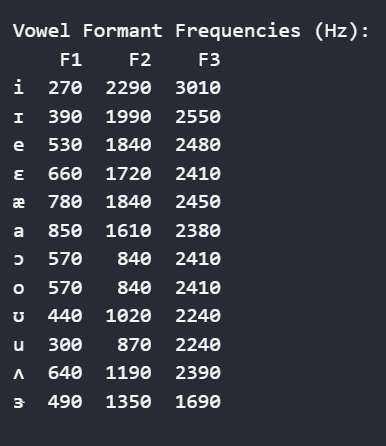 Vowel Formant Frequencies (Hz):
F1 F2 F3
i 270 2290 3010
ɪ 390 1990 2550
e 530 1840 2480
ɛ 660 1720 2410
æ 780 1840 2450
a 850 1610 2380
ɔ 570 840 2410
o 570 840 2410
ʊ 440 1020 2240
u 300 870 2240
ʌ 640 1190 2390
ɝ 490 1350 1690